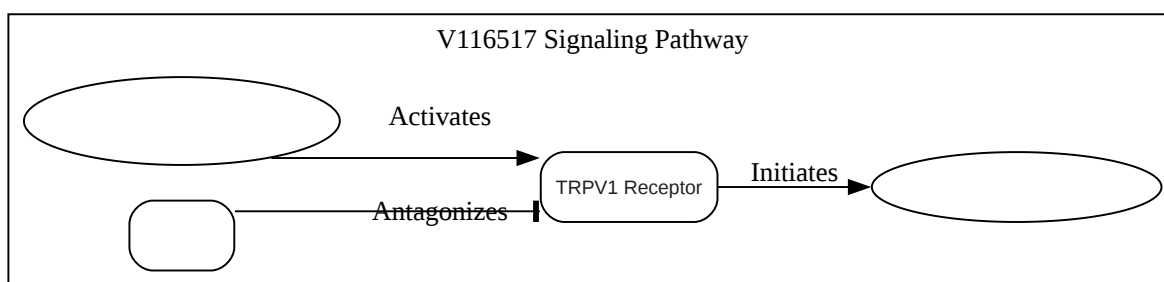 V116517 Signaling Pathway
Activates
TRPV1 Receptor
Initiates
Antagonizes